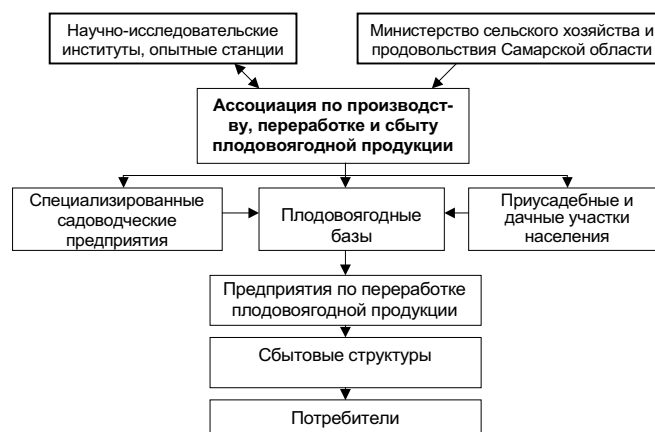 Научно-исследовательские
институты, опытные станции
Министерство сельского хозяйства и
продовольствия Самарской области
Ассоциация по производст-
ву, переработке и сбыту
плодовоягодной продукции
Специализированные
садоводческие
предприятия
Плодовоягодные
базы
Приусадебные и
дачные участки
населения
Предприятия по переработке
плодовоягодной продукции
Сбытовые структуры
Потребители